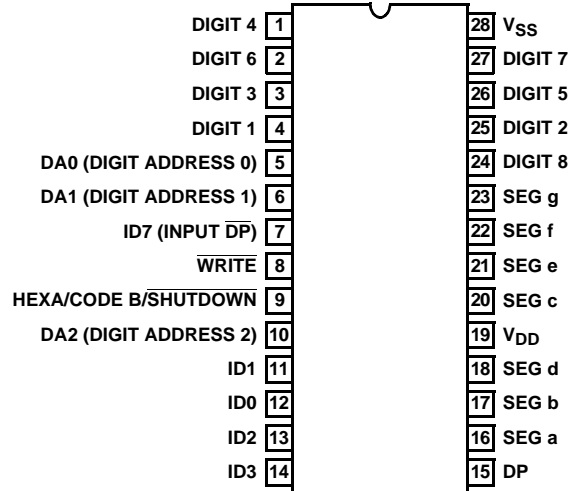 DIGIT 4 1
DIGIT 6 2
DIGIT 3 3
DIGIT 1 4
DA0 (DIGIT ADDRESS 0) 5
DA1 (DIGIT ADDRESS 1) 6
ID7 (INPUT D̅P̅) 7
W̅R̅I̅T̅E̅ 8
HEXA/CODE B/S̅H̅U̅T̅D̅O̅W̅N̅ 9
DA2 (DIGIT ADDRESS 2) 10
ID1 11
ID0 12
ID2 13
ID3 14
28 VSS
27 DIGIT 7
26 DIGIT 5
25 DIGIT 2
24 DIGIT 8
23 SEG g
22 SEG f
21 SEG e
20 SEG c
19 VDD
18 SEG d
17 SEG b
16 SEG a
15 DP